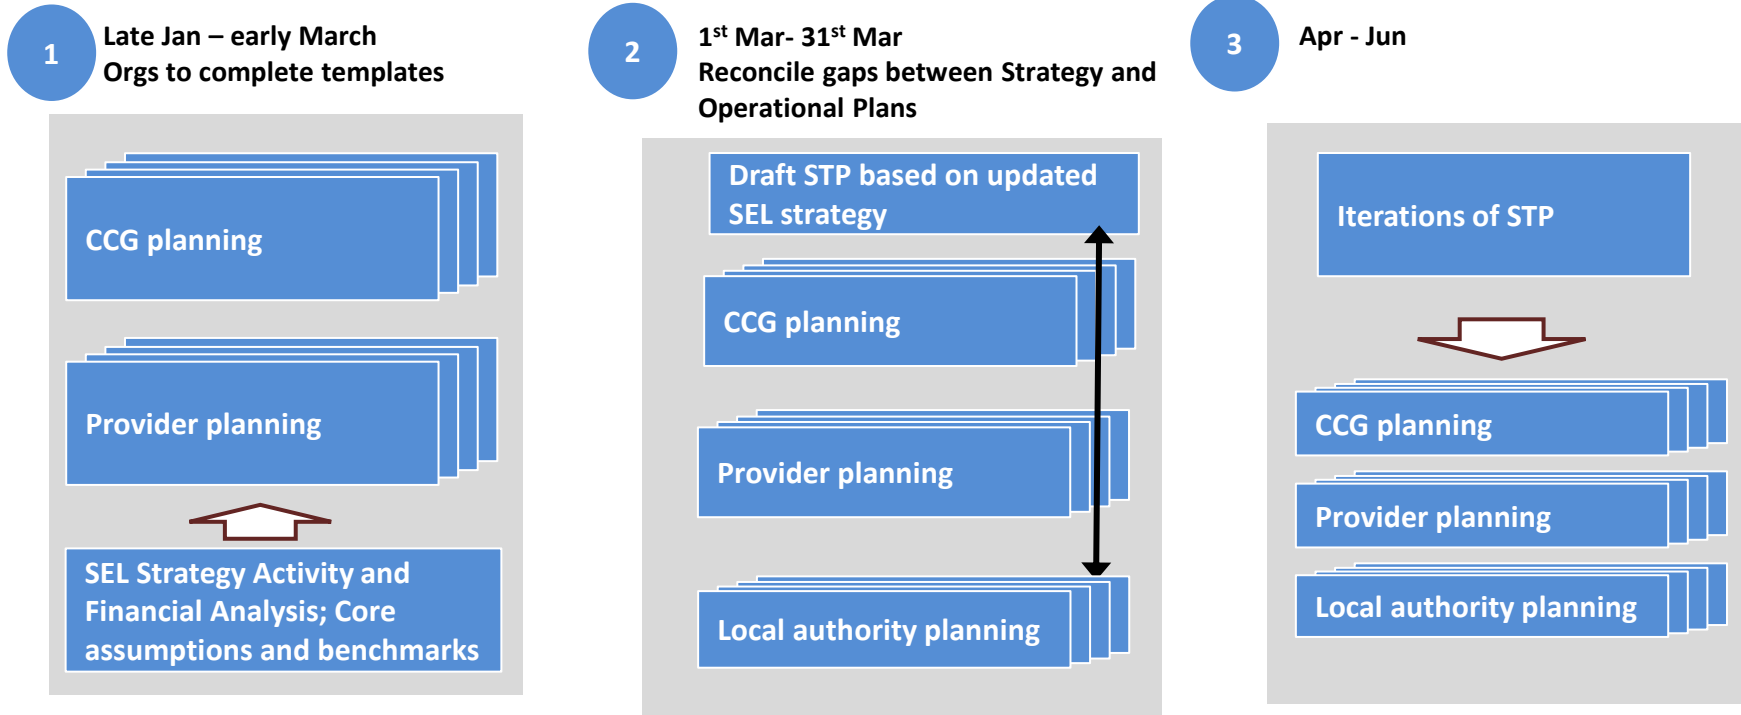 1
Late Jan – early March
Orgs to complete templates
CCG planning
Provider planning
SEL Strategy Activity and
Financial Analysis; Core
assumptions and benchmarks
2
1st Mar- 31st Mar
Reconcile gaps between Strategy and
Operational Plans
Draft STP based on updated
SEL strategy
CCG planning
Provider planning
Local authority planning
3
Apr - Jun
Iterations of STP
CCG planning
Provider planning
Local authority planning